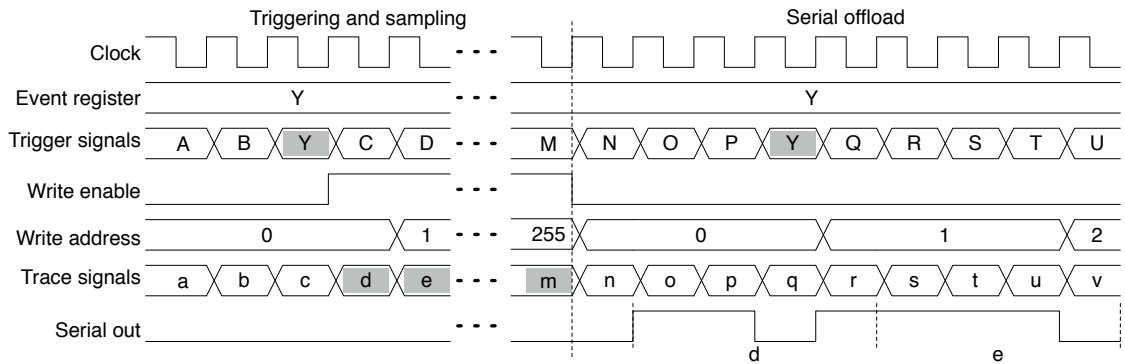 Triggering and sampling Serial offload
Clock
Event register Y Y
Trigger signals A B Y C D M N O P Y Q R S T U
Write enable
Write address 0 1 255 0 1 2
Trace signals a b c d e m n o p q r s t u v
Serial out
d e